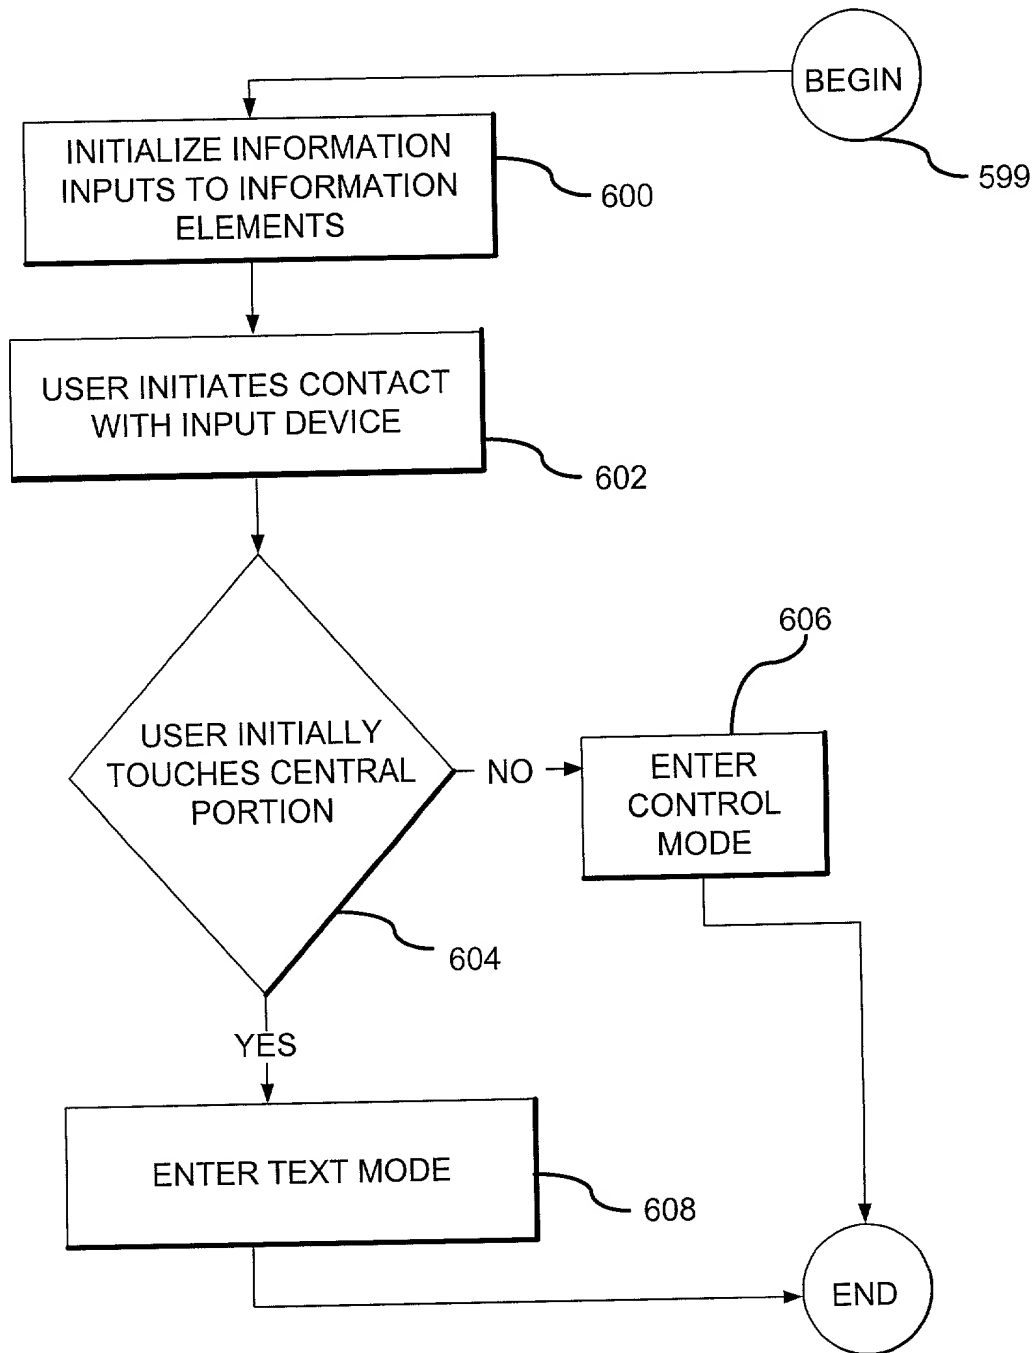 BEGIN
599
INITIALIZE INFORMATION
INPUTS TO INFORMATION
ELEMENTS
600
USER INITIATES CONTACT
WITH INPUT DEVICE
602
USER INITIALLY
TOUCHES CENTRAL
PORTION
604
NO
606
ENTER
CONTROL
MODE
YES
ENTER TEXT MODE
608
END